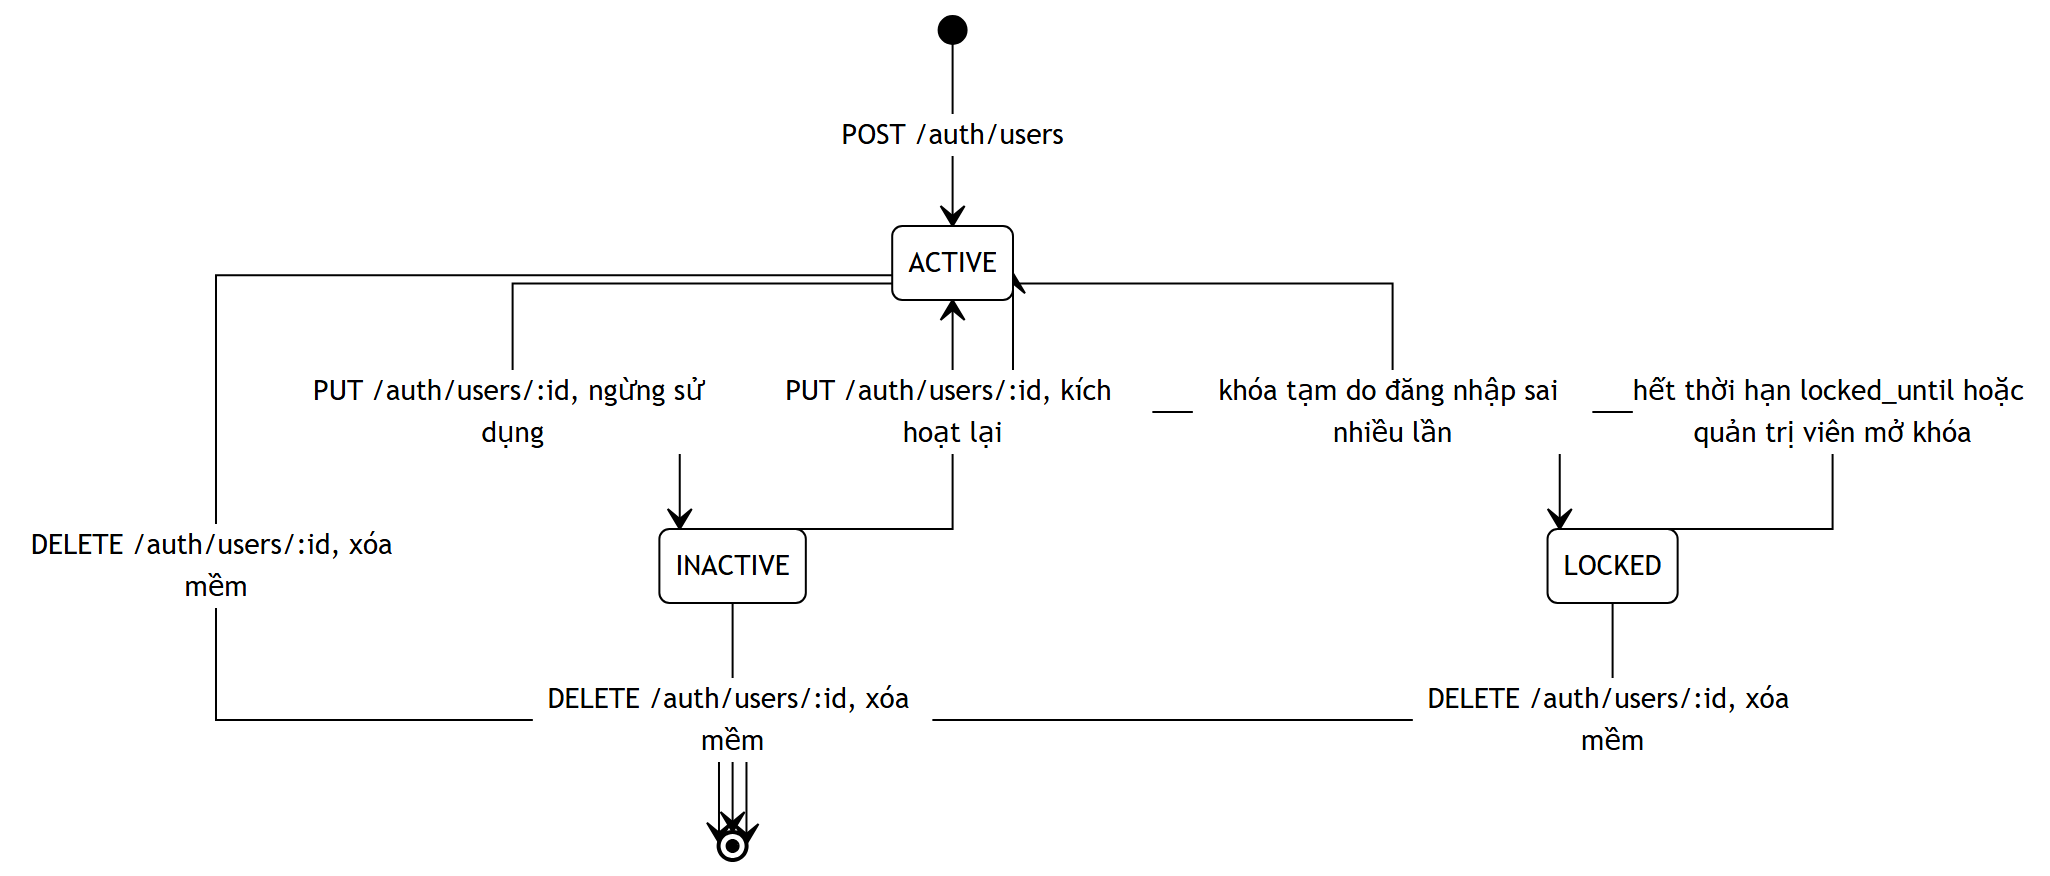 POST /auth/users
ACTIVE
PUT /auth/users/:id, ngừng sử
dụng
PUT /auth/users/:id, kích
hoạt lại
khóa tạm do đăng nhập sai
nhiều lần
hết thời hạn locked_until hoặc
quản trị viên mở khóa
DELETE /auth/users/:id, xóa
mềm
INACTIVE
LOCKED
DELETE /auth/users/:id, xóa
mềm
DELETE /auth/users/:id, xóa
mềm